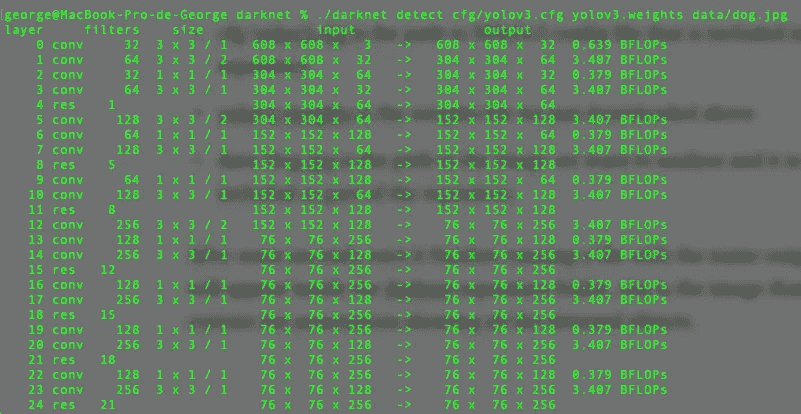 george@MacBook-Pro-de-George darknet % ./darknet detect cfg/yolov3.cfg yolov3.weights data/dog.jpg
layer filters size input output
0 conv 32 3 x 3 / 1 608 x 608 x 3 -> 608 x 608 x 32 0.639 BFLOPs
1 conv 64 3 x 3 / 2 608 x 608 x 32 -> 304 x 304 x 64 3.407 BFLOPs
2 conv 32 1 x 1 / 1 304 x 304 x 64 -> 304 x 304 x 32 0.379 BFLOPs
3 conv 64 3 x 3 / 1 304 x 304 x 32 -> 304 x 304 x 64 3.407 BFLOPs
4 res 1 304 x 304 x 64 -> 304 x 304 x 64
5 conv 128 3 x 3 / 2 304 x 304 x 64 -> 152 x 152 x 128 3.407 BFLOPs
6 conv 64 1 x 1 / 1 152 x 152 x 128 -> 152 x 152 x 64 0.379 BFLOPs
7 conv 128 3 x 3 / 1 152 x 152 x 64 -> 152 x 152 x 128 3.407 BFLOPs
8 res 5 152 x 152 x 128 -> 152 x 152 x 128
9 conv 64 1 x 1 / 1 152 x 152 x 128 -> 152 x 152 x 64 0.379 BFLOPs
10 conv 128 3 x 3 / 1 152 x 152 x 64 -> 152 x 152 x 128 3.407 BFLOPs
11 res 8 152 x 152 x 128 -> 152 x 152 x 128
12 conv 256 3 x 3 / 2 152 x 152 x 128 -> 76 x 76 x 256 3.407 BFLOPs
13 conv 128 1 x 1 / 1 76 x 76 x 256 -> 76 x 76 x 128 0.379 BFLOPs
14 conv 256 3 x 3 / 1 76 x 76 x 128 -> 76 x 76 x 256 3.407 BFLOPs
15 res 12 76 x 76 x 256 -> 76 x 76 x 256
16 conv 128 1 x 1 / 1 76 x 76 x 256 -> 76 x 76 x 128 0.379 BFLOPs
17 conv 256 3 x 3 / 1 76 x 76 x 128 -> 76 x 76 x 256 3.407 BFLOPs
18 res 15 76 x 76 x 256 -> 76 x 76 x 256
19 conv 128 1 x 1 / 1 76 x 76 x 256 -> 76 x 76 x 128 0.379 BFLOPs
20 conv 256 3 x 3 / 1 76 x 76 x 128 -> 76 x 76 x 256 3.407 BFLOPs
21 res 18 76 x 76 x 256 -> 76 x 76 x 256
22 conv 128 1 x 1 / 1 76 x 76 x 256 -> 76 x 76 x 128 0.379 BFLOPs
23 conv 256 3 x 3 / 1 76 x 76 x 128 -> 76 x 76 x 256 3.407 BFLOPs
24 res 21 76 x 76 x 256 -> 76 x 76 x 256